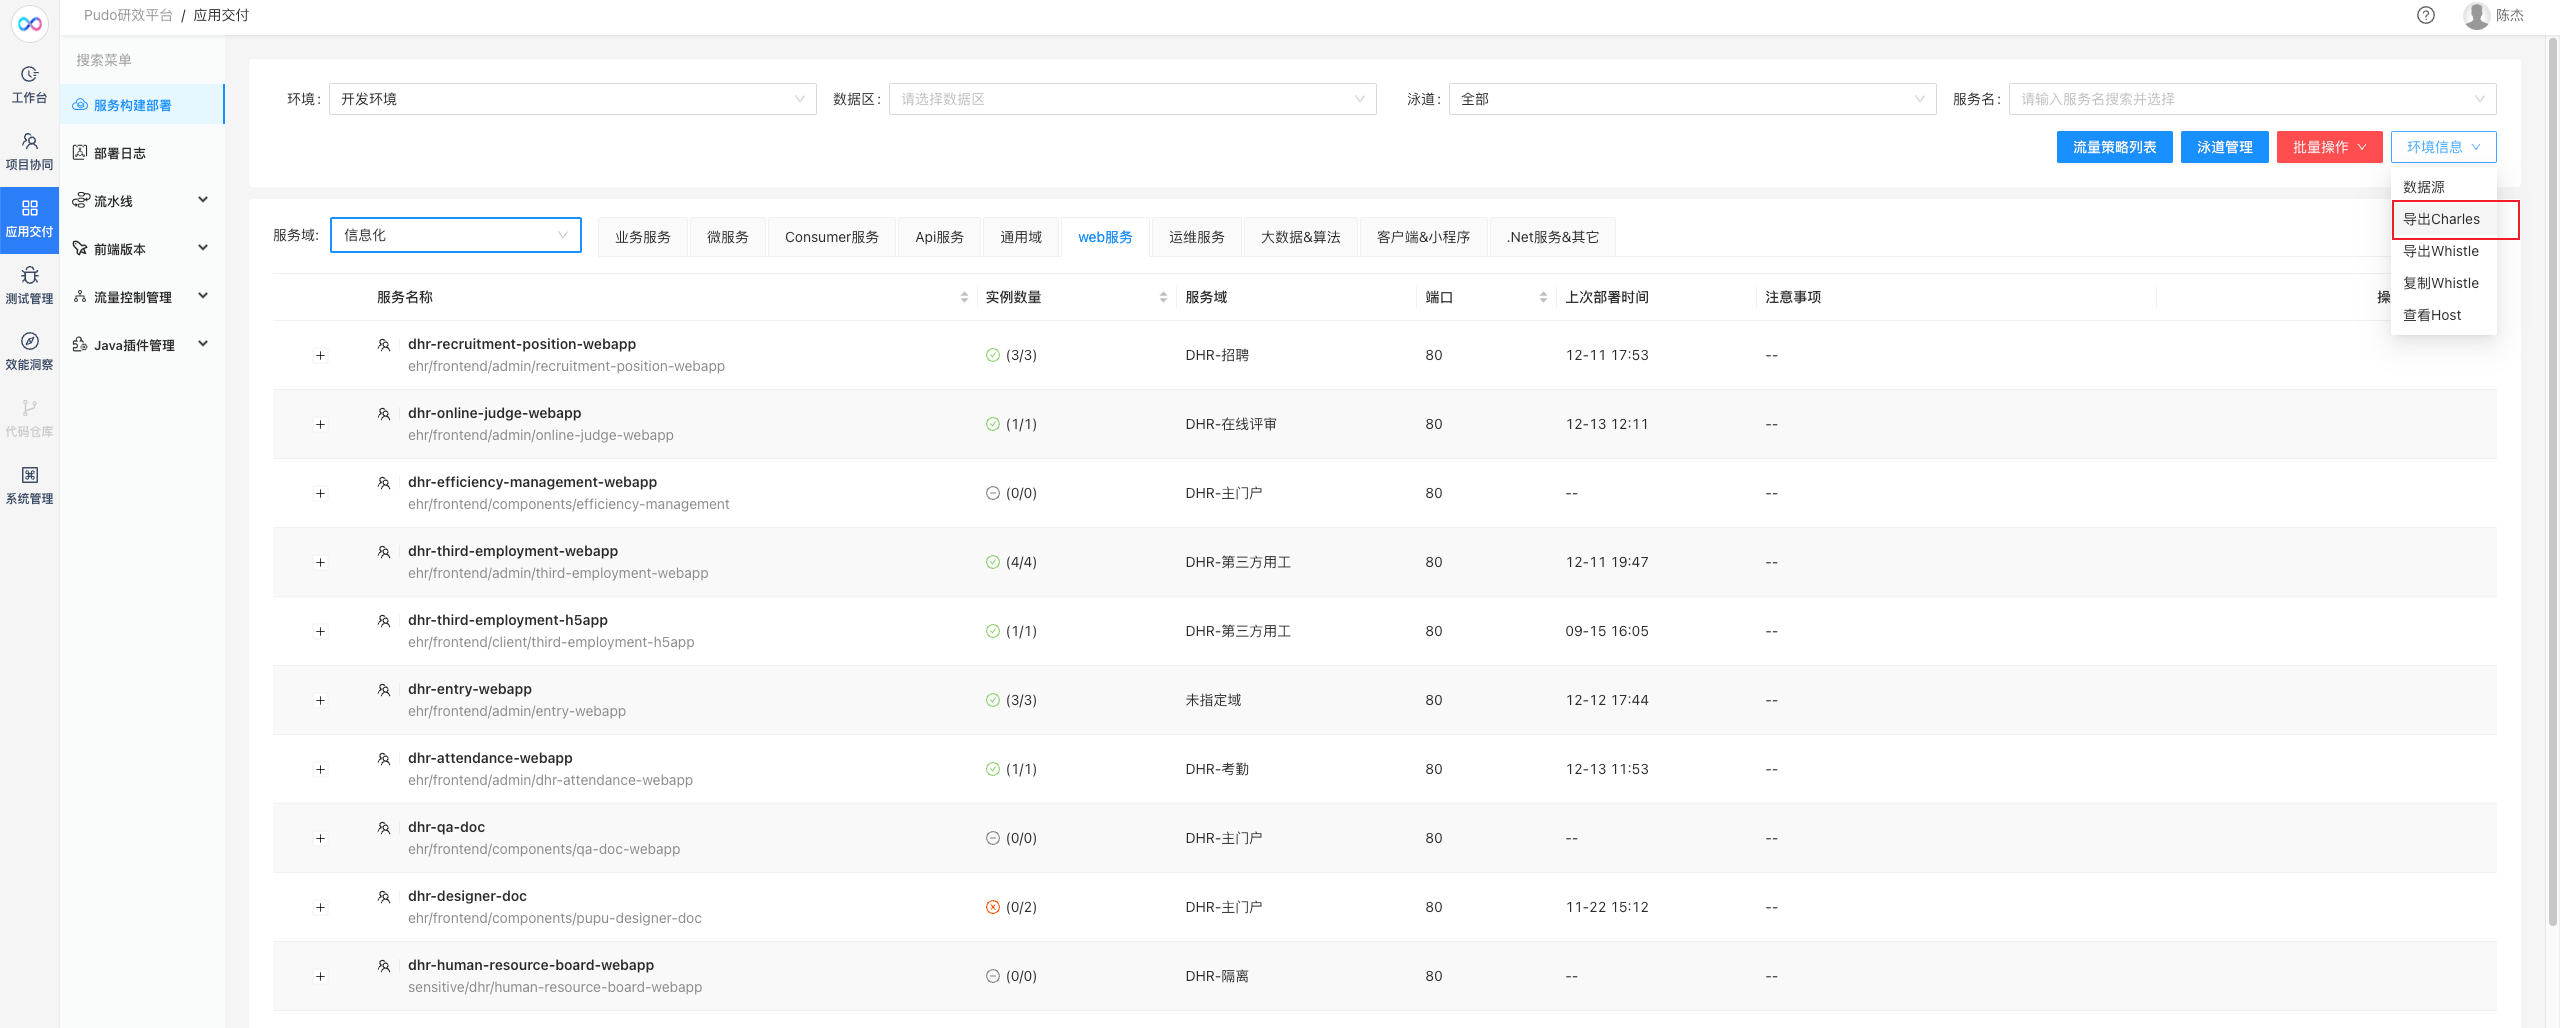 Pudo研效平台 / 应用交付
陈杰
工作台
项目协同
应用交付
测试管理
效能洞察
代码仓库
系统管理
搜索菜单
服务构建部署
部署日志
流水线
前端版本
流量控制管理
Java插件管理
环境: 开发环境 数据区: 请选择数据区 泳道: 全部 服务名: 请输入服务名搜索并选择
流量策略列表 泳道管理 批量操作 环境信息
数据源
导出Charles
导出Whistle
复制Whistle
查看Host
服务域: 信息化 业务服务 微服务 Consumer服务 Api服务 通用域 web服务 运维服务 大数据&算法 客户端&小程序 .Net服务&其它
服务名称 实例数量 服务域 端口 上次部署时间 注意事项 操
dhr-recruitment-position-webapp
ehr/frontend/admin/recruitment-position-webapp
(3/3) DHR-招聘 80 12-11 17:53 --
dhr-online-judge-webapp
ehr/frontend/admin/online-judge-webapp
(1/1) DHR-在线评审 80 12-13 12:11 --
dhr-efficiency-management-webapp
ehr/frontend/components/efficiency-management
(0/0) DHR-主门户 80 -- --
dhr-third-employment-webapp
ehr/frontend/admin/third-employment-webapp
(4/4) DHR-第三方用工 80 12-11 19:47 --
dhr-third-employment-h5app
ehr/frontend/client/third-employment-h5app
(1/1) DHR-第三方用工 80 09-15 16:05 --
dhr-entry-webapp
ehr/frontend/admin/entry-webapp
(3/3) 未指定域 80 12-12 17:44 --
dhr-attendance-webapp
ehr/frontend/admin/dhr-attendance-webapp
(1/1) DHR-考勤 80 12-13 11:53 --
dhr-qa-doc
ehr/frontend/components/qa-doc-webapp
(0/0) DHR-主门户 80 -- --
dhr-designer-doc
ehr/frontend/components/pupu-designer-doc
(0/2) DHR-主门户 80 11-22 15:12 --
dhr-human-resource-board-webapp
sensitive/dhr/human-resource-board-webapp
(0/0) DHR-隔离 80 -- --